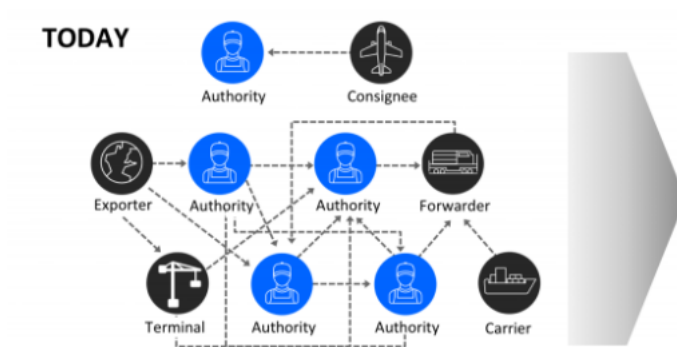 TODAY
Authority Consignee
Exporter Authority Authority Forwarder
Terminal Authority Authority Carrier